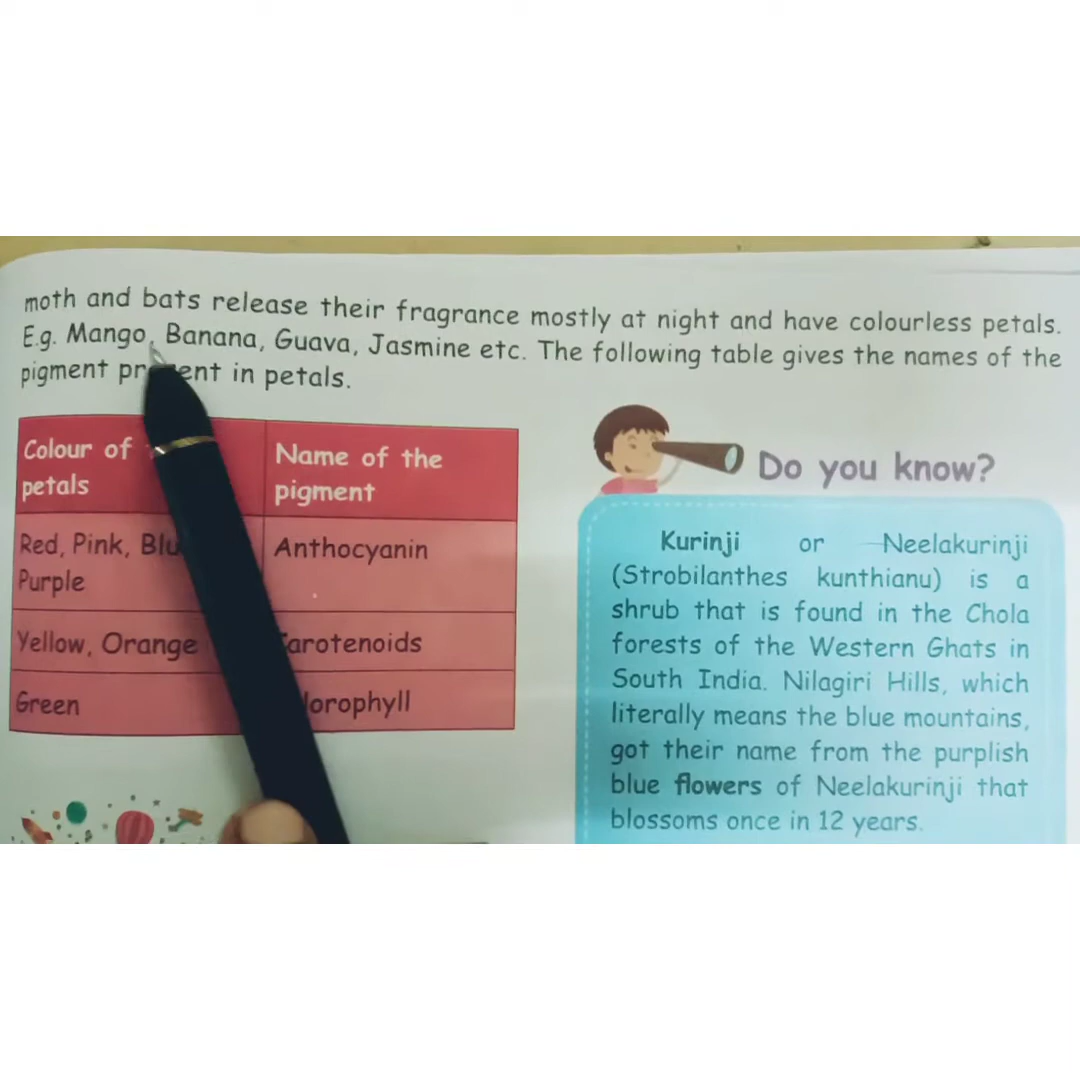 moth and bats release their fragrance mostly at night and have colourless petals.
E.g. Mango, Banana, Guava, Jasmine etc. The following table gives the names of the
pigment in petals.
Colour of
petals
Name of the
pigment
Red, Pink,
Purple
Anthocyanin
Yellow, Orange
arotenoids
Green
lorophyll
Do you know?
Kurinji or Neelakurinji
(Strobilanthes kunthianu) is a
shrub that is found in the Chola
forests of the Western Ghats in
South India. Nilagiri Hills, which
literally means the blue mountains,
got their name from the purplish
blue flowers of Neelakurinji that
blossoms once in 12 years.